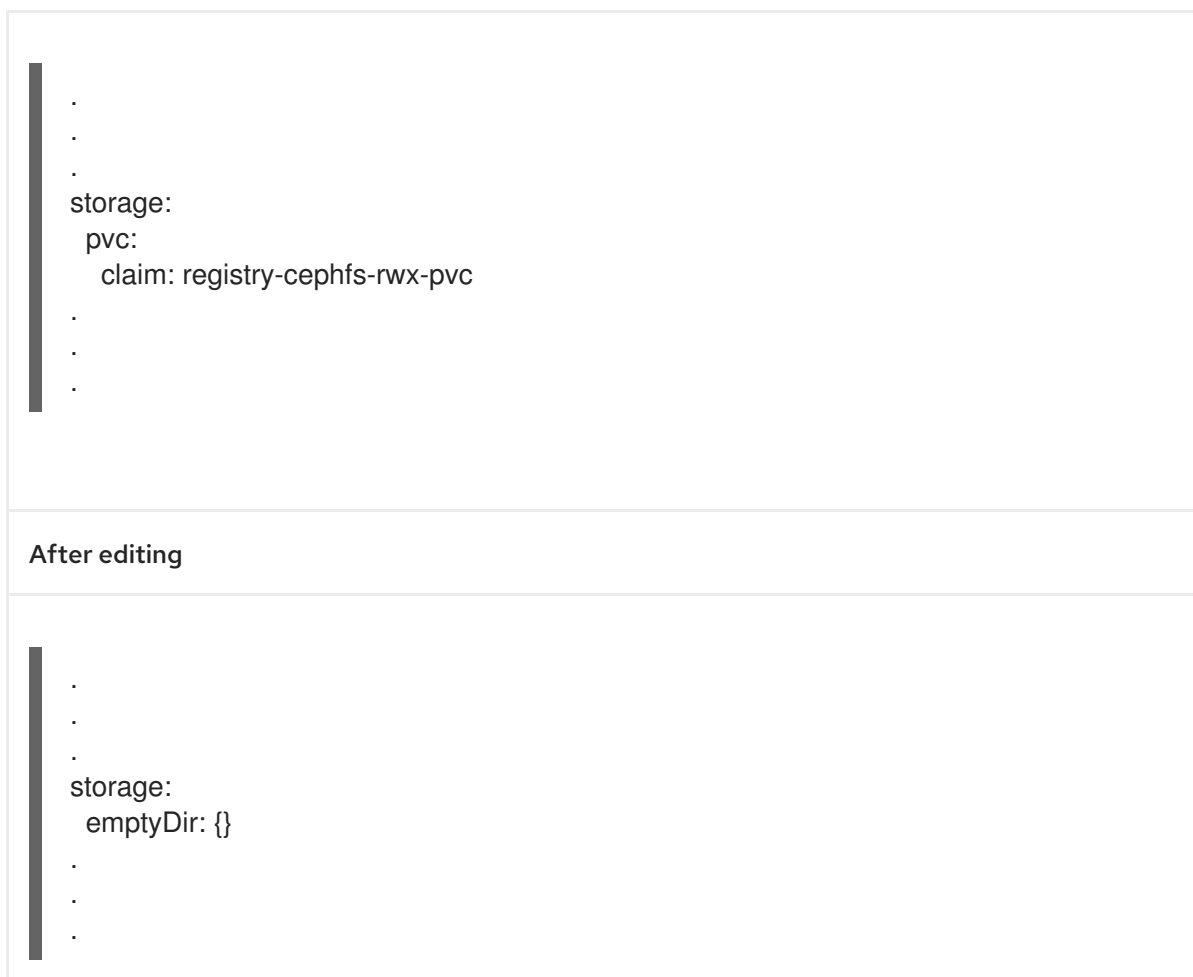 .
.
.
storage:
  pvc:
    claim: registry-cephfs-rwx-pvc
.
.
.
After editing
.
.
.
storage:
  emptyDir: {}
.
.
.